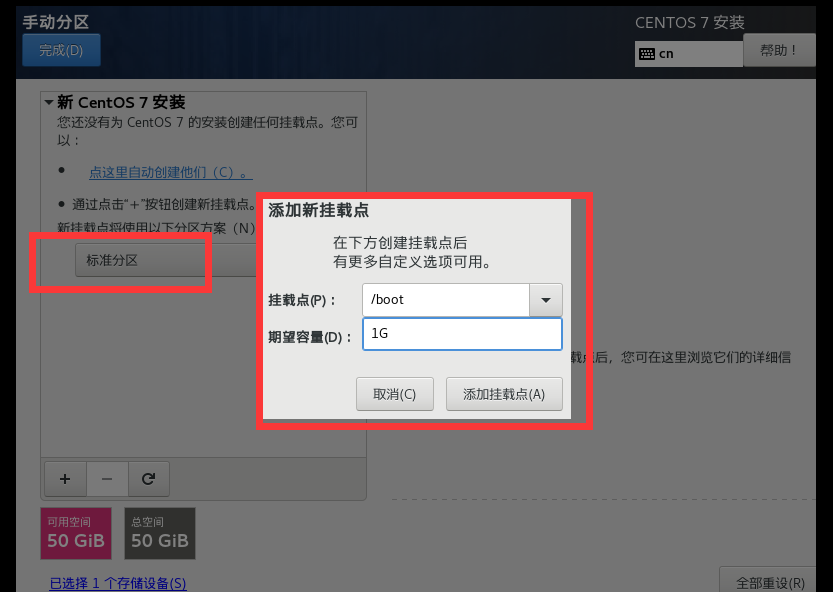 手动分区
CENTOS 7 安装
完成(D)
cn
帮助！
新 CentOS 7 安装
您还没有为 CentOS 7 的安装创建任何挂载点。您可
以：
点这里自动创建他们（C）。
通过点击“+”按钮创建新挂载点。
新挂载点将使用以下分区方案（N）
标准分区
添加新挂载点
在下方创建挂载点后
有更多自定义选项可用。
挂载点(P)：
/boot
期望容量(D)：
1G
取消(C)
添加挂载点(A)
载点后，您可在这里浏览它们的详细信
+
−
可用空间
50 GiB
总空间
50 GiB
已选择 1 个存储设备(S)
全部重设(R)